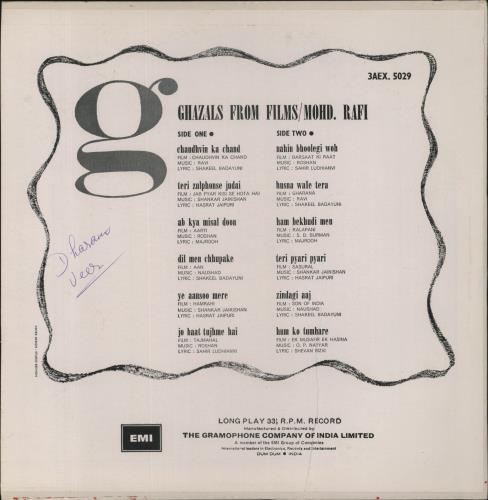 3AEX. 5029
g
GHAZALS FROM FILMS/MOHD. RAFI
SIDE ONE ●
chaudhvin ka chand
FILM : CHAUDHVIN KA CHAND
MUSIC : RAVI
LYRIC : SHAKEEL BADAYUNI
teri zulphonse judai
FILM : JAB PYAR KISI SE HOTA HAI
MUSIC : SHANKAR JAIKISHAN
LYRIC : HASRAT JAIPURI
ab kya misal doon
FILM : AARTI
MUSIC : ROSHAN
LYRIC : MAJROOH
dil men chhupake
FILM : AAN
MUSIC : NAUSHAD
LYRIC : SHAKEEL BADAYUNI
ye aansoo mere
FILM : HAMRAHI
MUSIC : SHANKAR JAIKISHAN
LYRIC : HASRAT JAIPURI
jo baat tujhme hai
FILM : TAJMAHAL
MUSIC : ROSHAN
LYRIC : SAHIR LUDHIANVI
SIDE TWO ●
nahin bhoolegi woh
FILM : BARSAAT KI RAAT
MUSIC : ROSHAN
LYRIC : SAHIR LUDHIANVI
husna wale tera
FILM : GHARANA
MUSIC : RAVI
LYRIC : SHAKEEL BADAYUNI
ham bekhudi men
FILM : KALAPANI
MUSIC : S. D. BURMAN
LYRIC : MAJROOH
teri pyari pyari
FILM : SASURAL
MUSIC : SHANKAR JAIKISHAN
LYRIC : HASRAT JAIPURI
zindagi aaj
FILM : SON OF INDIA
MUSIC : NAUSHAD
LYRIC : SHAKEEL BADAYUNI
hum ko tumhare
FILM : EK MUSAFIR EK HASINA
MUSIC : O. P. NAYYAR
LYRIC : SHEVAN RIZVI
Dharam
Veer
EMI
LONG PLAY 33⅓ R.P.M. RECORD
Manufactured & Distributed by
THE GRAMOPHONE COMPANY OF INDIA LIMITED
A member of the EMI Group of Companies
International leaders in Electronics, Records and Entertainment
DUM DUM ● INDIA